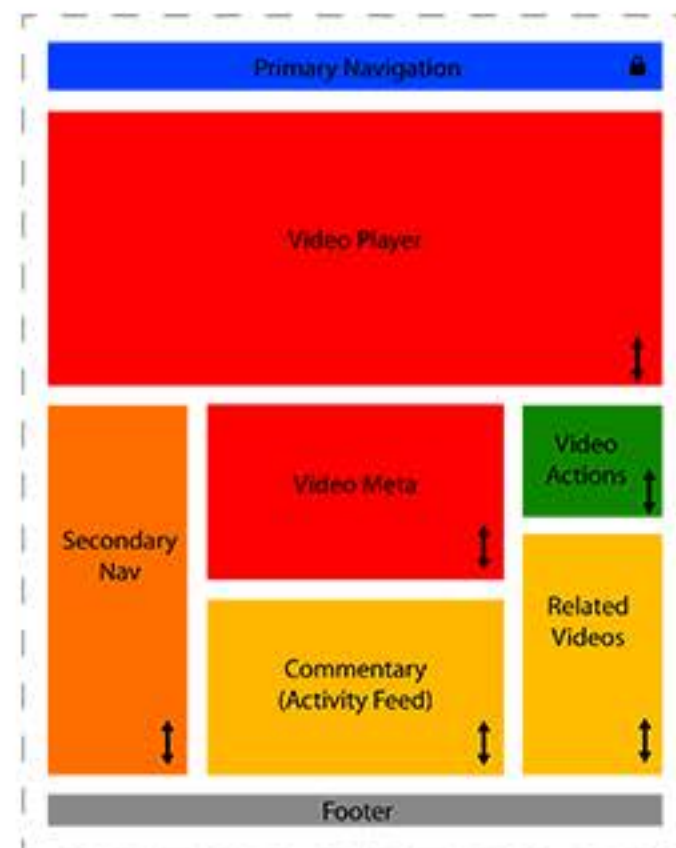 Primary Navigation
Video Player
Secondary
Nav
Video Meta
Commentary
(Activity Feed)
Video
Actions
Related
Videos
Footer